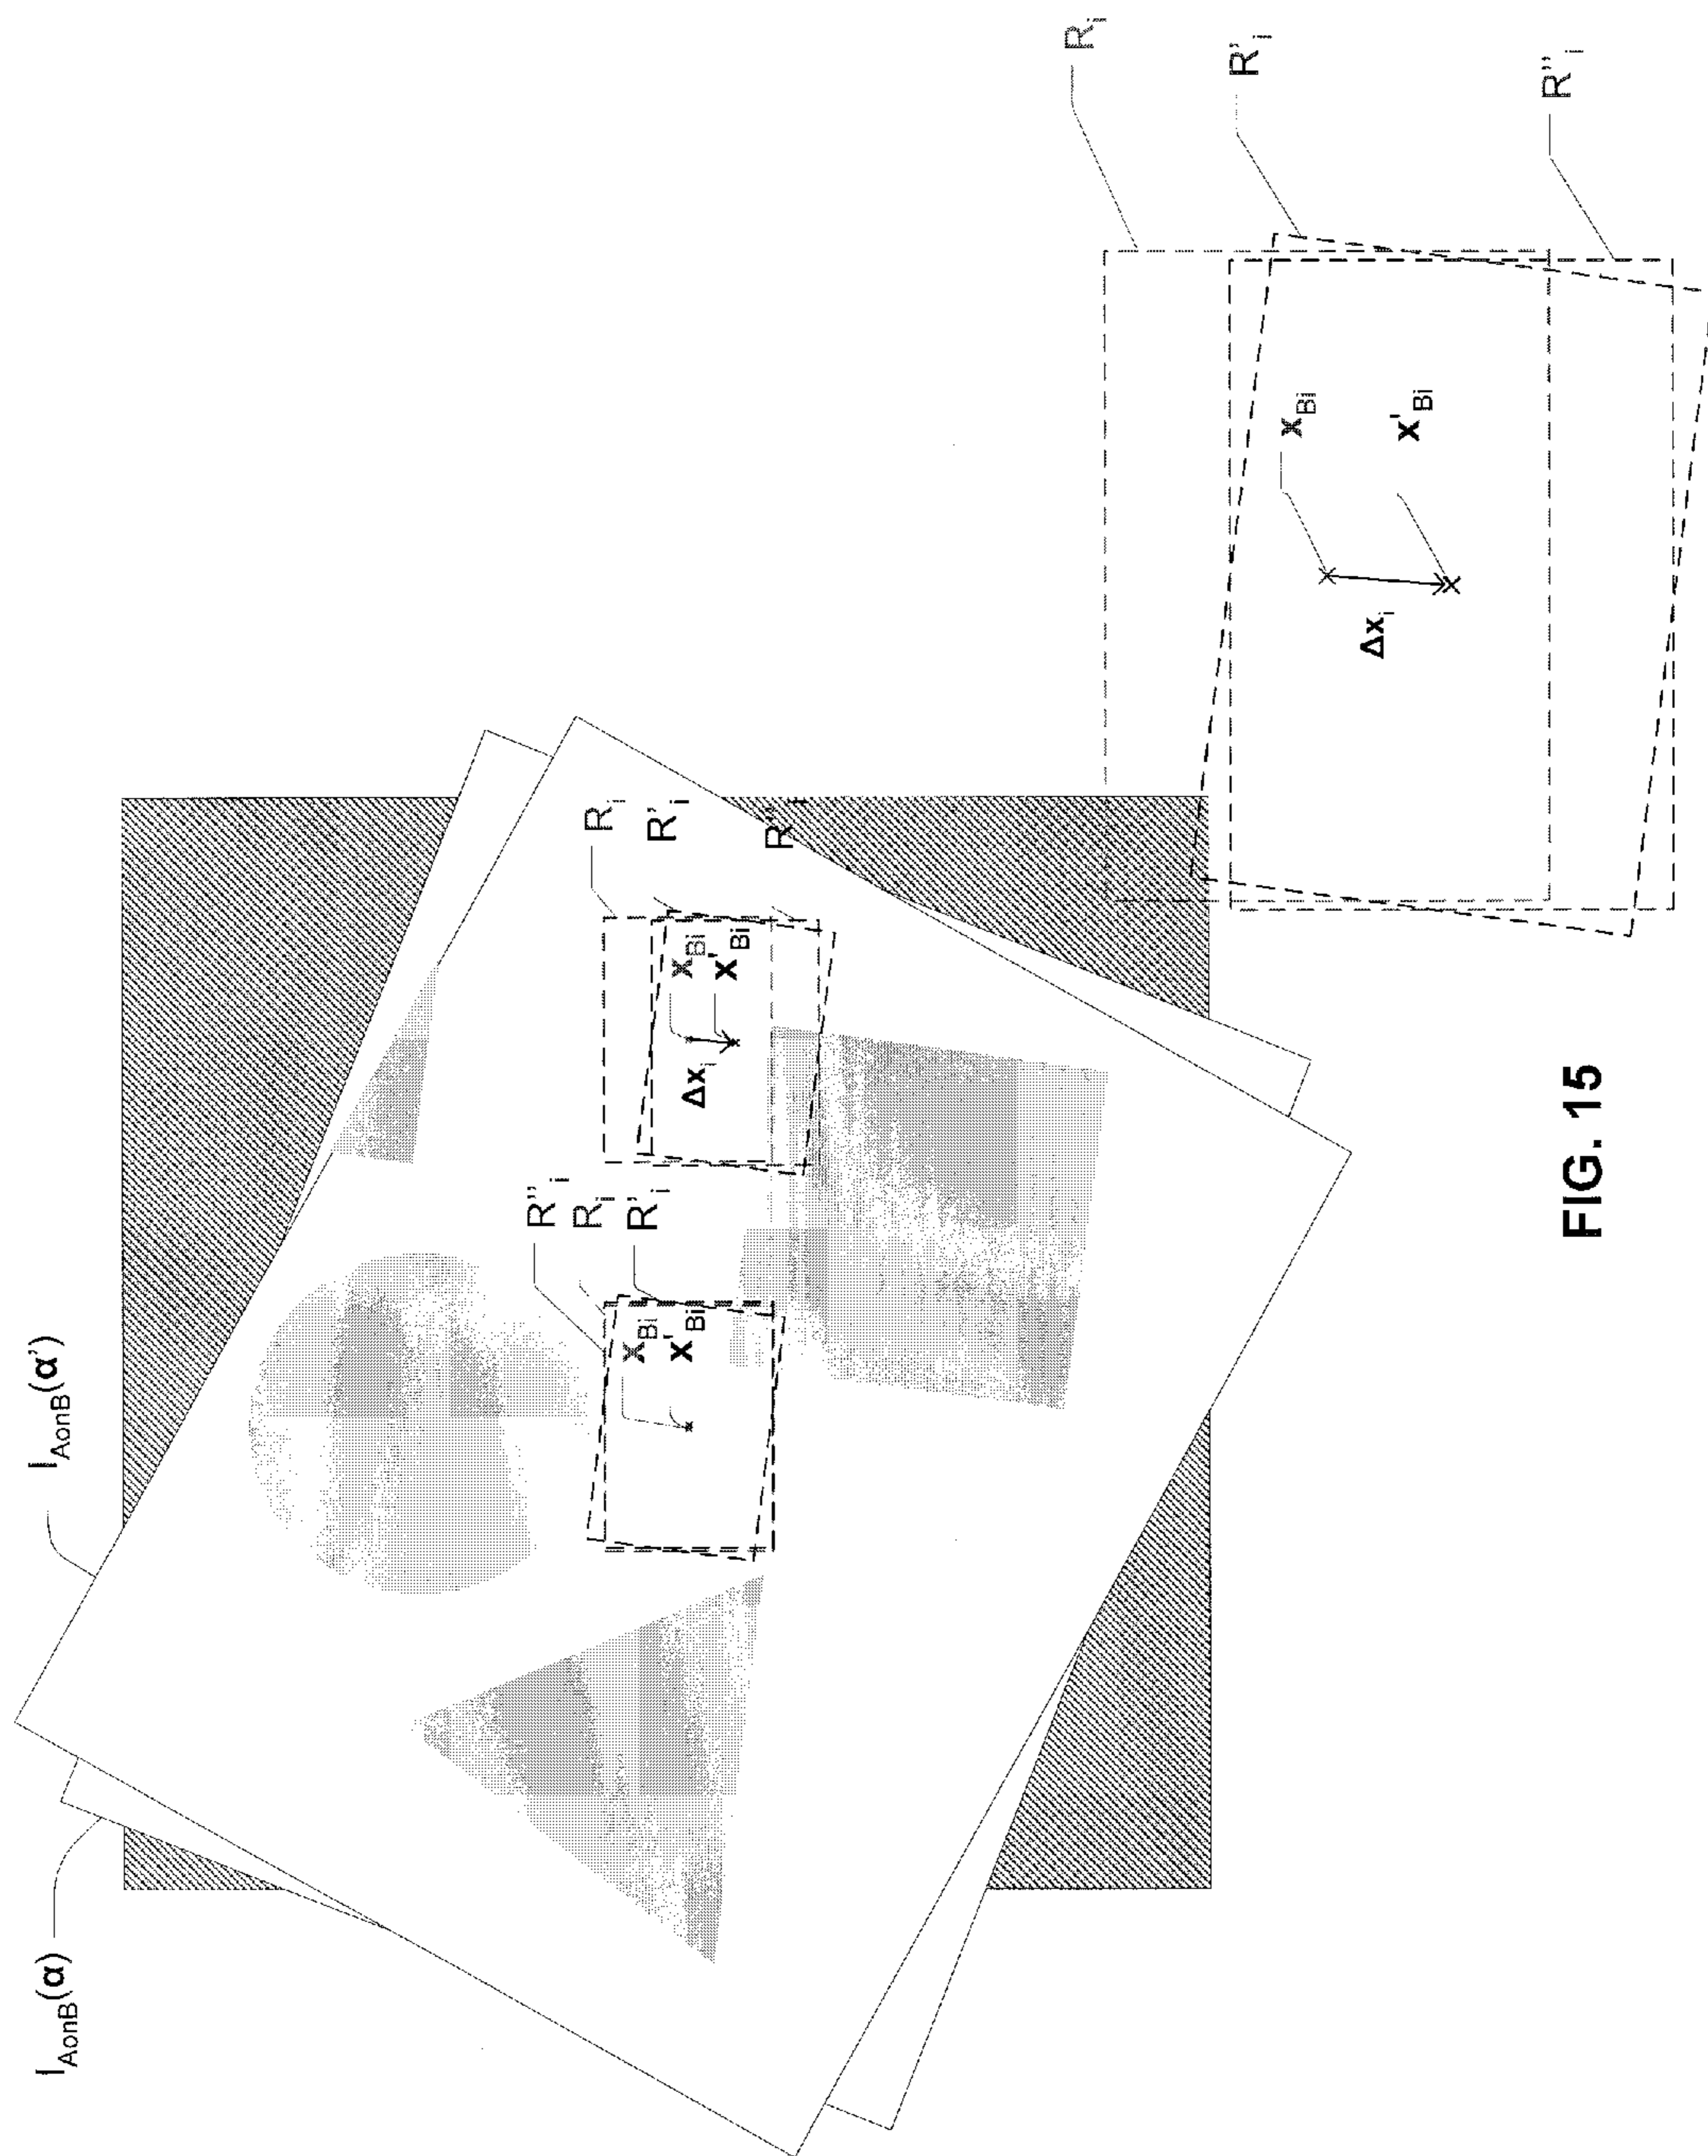 I_AonB(α)
I_AonB(α')
R''_i
R_i
R'_i
x_Bi
x'_Bi
R_i
R'_i
R''_i
x_Bi
x'_Bi
Δx_i
R_i
R'_i
R''_i
x_Bi
x'_Bi
Δx_i
FIG. 15